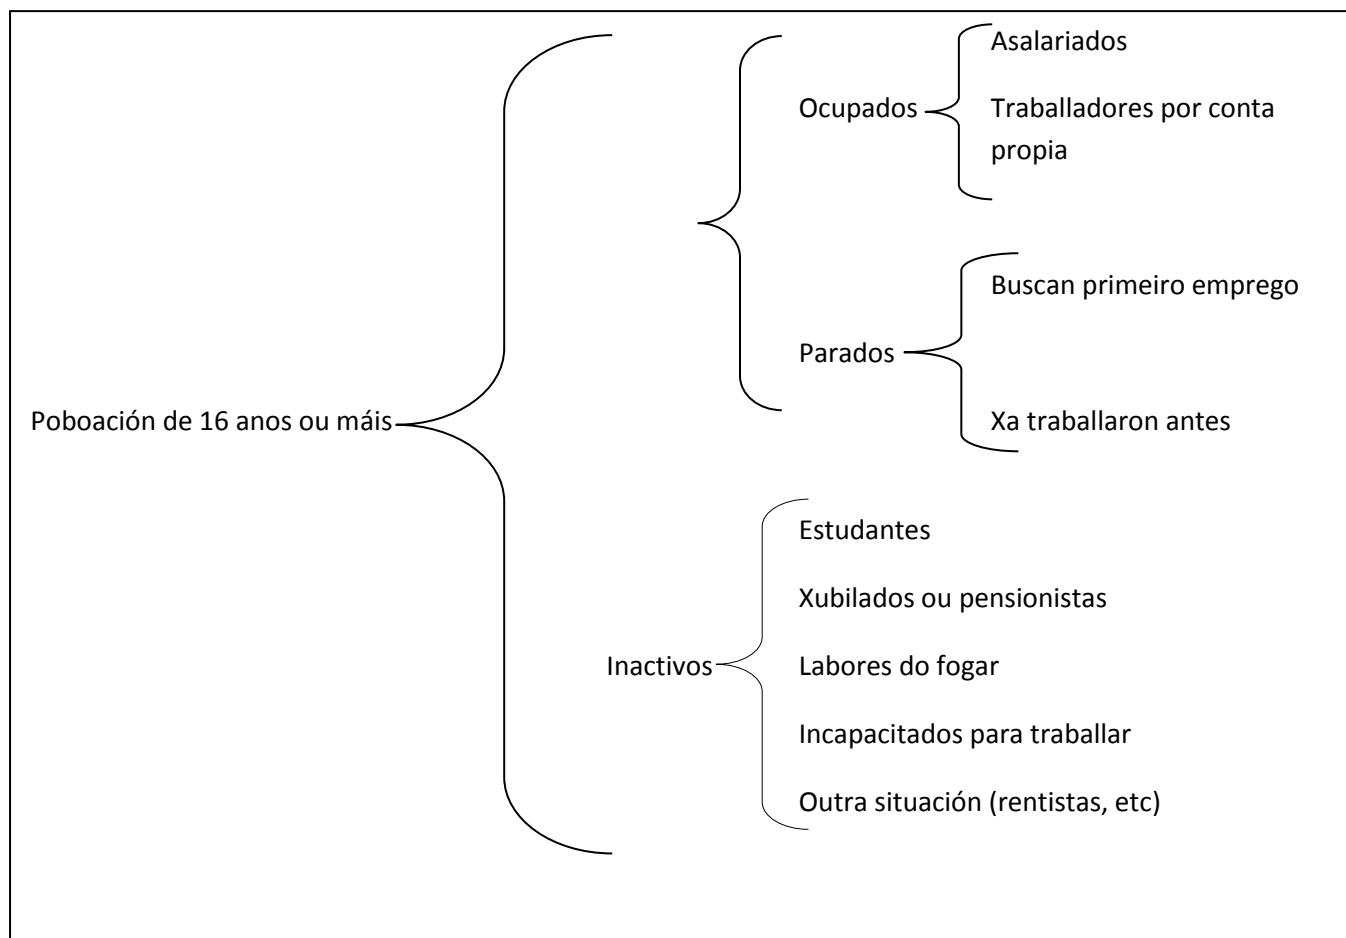 Asalariados
Ocupados
Traballadores por conta
propia
Buscan primeiro emprego
Parados
Poboación de 16 anos ou máis
Xa traballaron antes
Estudantes
Xubilados ou pensionistas
Inactivos
Labores do fogar
Incapacitados para traballar
Outra situación (rentistas, etc)